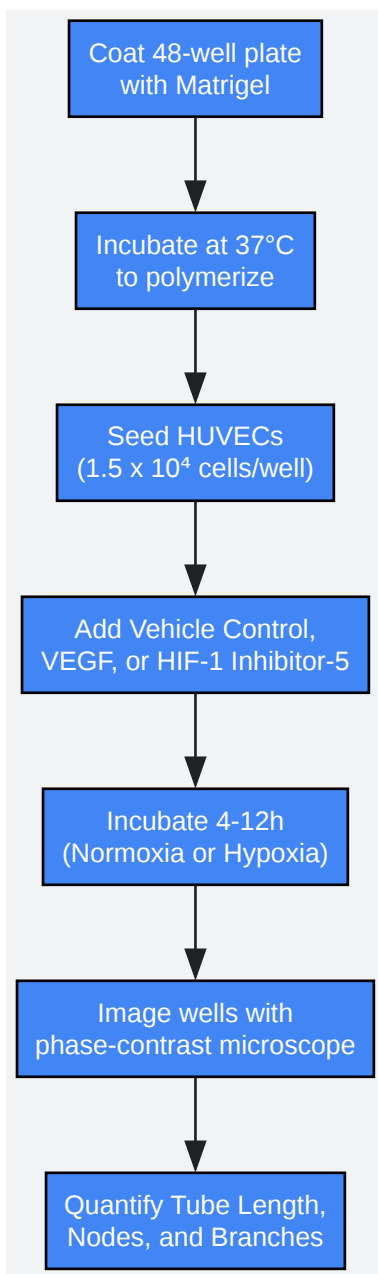 Coat 48-well plate
with Matrigel
Incubate at 37°C
to polymerize
Seed HUVECs
(1.5 x 10⁴ cells/well)
Add Vehicle Control,
VEGF, or HIF-1 Inhibitor-5
Incubate 4-12h
(Normoxia or Hypoxia)
Image wells with
phase-contrast microscope
Quantify Tube Length,
Nodes, and Branches